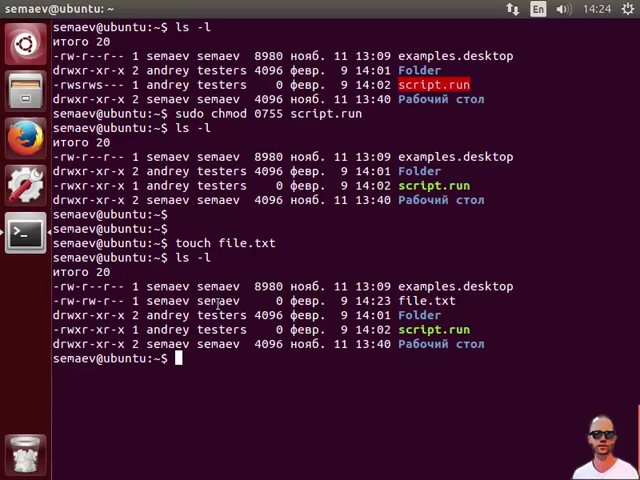 semaev@ubuntu: ~
En
14:24
semaev@ubuntu:~$ ls -l
итого 20
-rw-r--r-- 1 semaev semaev  8980 нояб. 11 13:09 examples.desktop
drwxr-xr-x 2 andrey testers 4096 февр.  9 14:01 Folder
-rwsrws--- 1 andrey testers    0 февр.  9 14:02 script.run
drwxr-xr-x 2 semaev semaev  4096 нояб. 11 13:40 Рабочий стол
semaev@ubuntu:~$ sudo chmod 0755 script.run
semaev@ubuntu:~$ ls -l
итого 20
-rw-r--r-- 1 semaev semaev  8980 нояб. 11 13:09 examples.desktop
drwxr-xr-x 2 andrey testers 4096 февр.  9 14:01 Folder
-rwxr-xr-x 1 andrey testers    0 февр.  9 14:02 script.run
drwxr-xr-x 2 semaev semaev  4096 нояб. 11 13:40 Рабочий стол
semaev@ubuntu:~$
semaev@ubuntu:~$
semaev@ubuntu:~$ touch file.txt
semaev@ubuntu:~$ ls -l
итого 20
-rw-r--r-- 1 semaev semaev  8980 нояб. 11 13:09 examples.desktop
-rw-rw-r-- 1 semaev semaev     0 февр.  9 14:23 file.txt
drwxr-xr-x 2 andrey testers 4096 февр.  9 14:01 Folder
-rwxr-xr-x 1 andrey testers    0 февр.  9 14:02 script.run
drwxr-xr-x 2 semaev semaev  4096 нояб. 11 13:40 Рабочий стол
semaev@ubuntu:~$